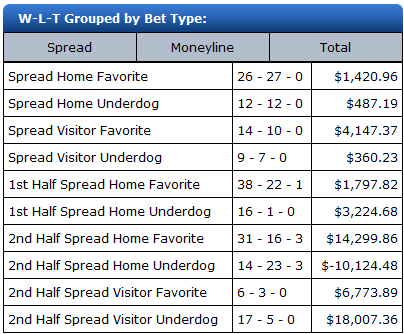 W-L-T Grouped by Bet Type:
Spread Moneyline Total
Spread Home Favorite 26 - 27 - 0 $1,420.96
Spread Home Underdog 12 - 12 - 0 $487.19
Spread Visitor Favorite 14 - 10 - 0 $4,147.37
Spread Visitor Underdog 9 - 7 - 0 $360.23
1st Half Spread Home Favorite 38 - 22 - 1 $1,797.82
1st Half Spread Home Underdog 16 - 1 - 0 $3,224.68
2nd Half Spread Home Favorite 31 - 16 - 3 $14,299.86
2nd Half Spread Home Underdog 14 - 23 - 3 $-10,124.48
2nd Half Spread Visitor Favorite 6 - 3 - 0 $6,773.89
2nd Half Spread Visitor Underdog 17 - 5 - 0 $18,007.36